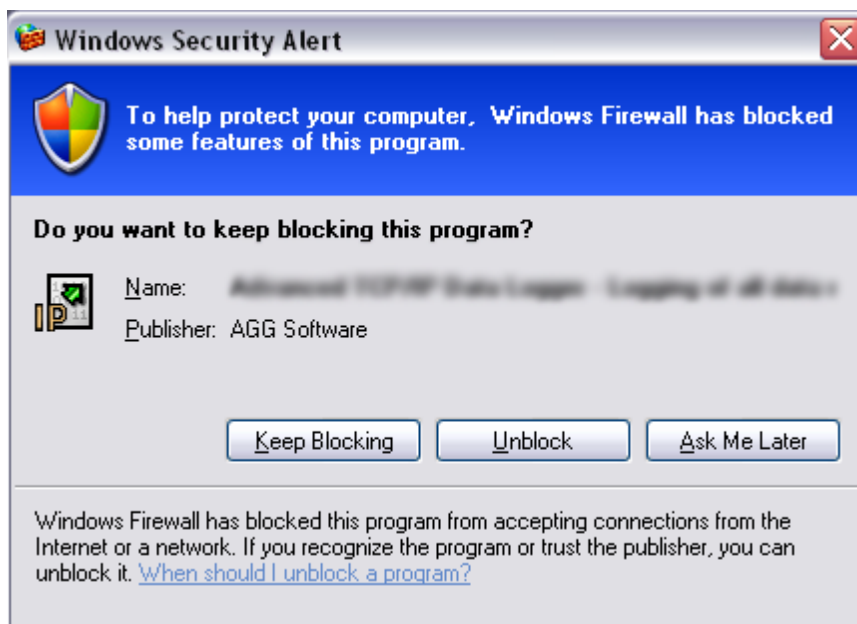 Windows Security Alert
To help protect your computer, Windows Firewall has blocked
some features of this program.
Do you want to keep blocking this program?
Name:
Publisher: AGG Software
Keep Blocking
Unblock
Ask Me Later
Windows Firewall has blocked this program from accepting connections from the
Internet or a network. If you recognize the program or trust the publisher, you can
unblock it. When should I unblock a program?